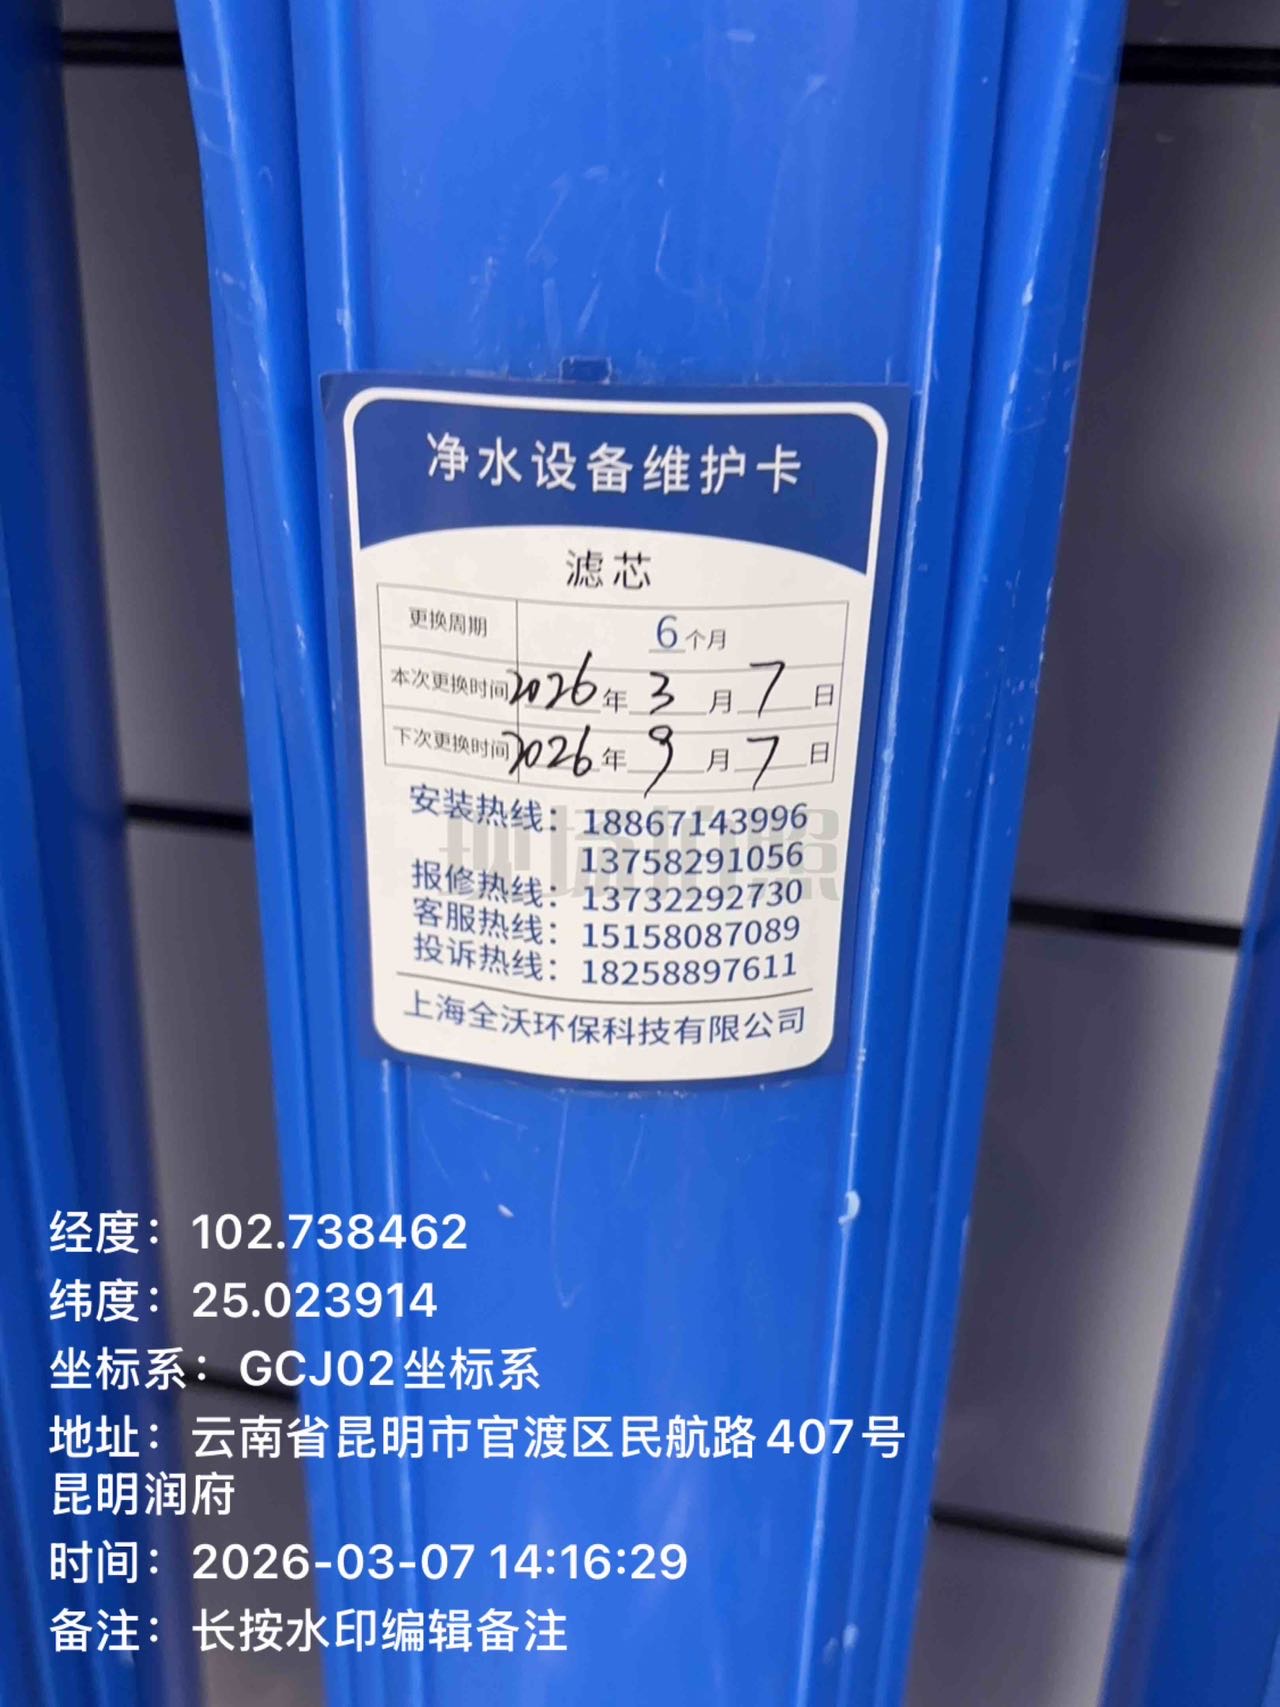 净水设备维护卡
滤芯
更换周期 6个月
本次更换时间 2026年3月7日
下次更换时间 2026年9月7日
安装热线：18867143996
13758291056
报修热线：13732292730
客服热线：15158087089
投诉热线：18258897611
上海全沃环保科技有限公司
现场拍照
经度：102.738462
纬度：25.023914
坐标系：GCJ02坐标系
地址：云南省昆明市官渡区民航路407号
昆明润府
时间：2026-03-07 14:16:29
备注：长按水印编辑备注